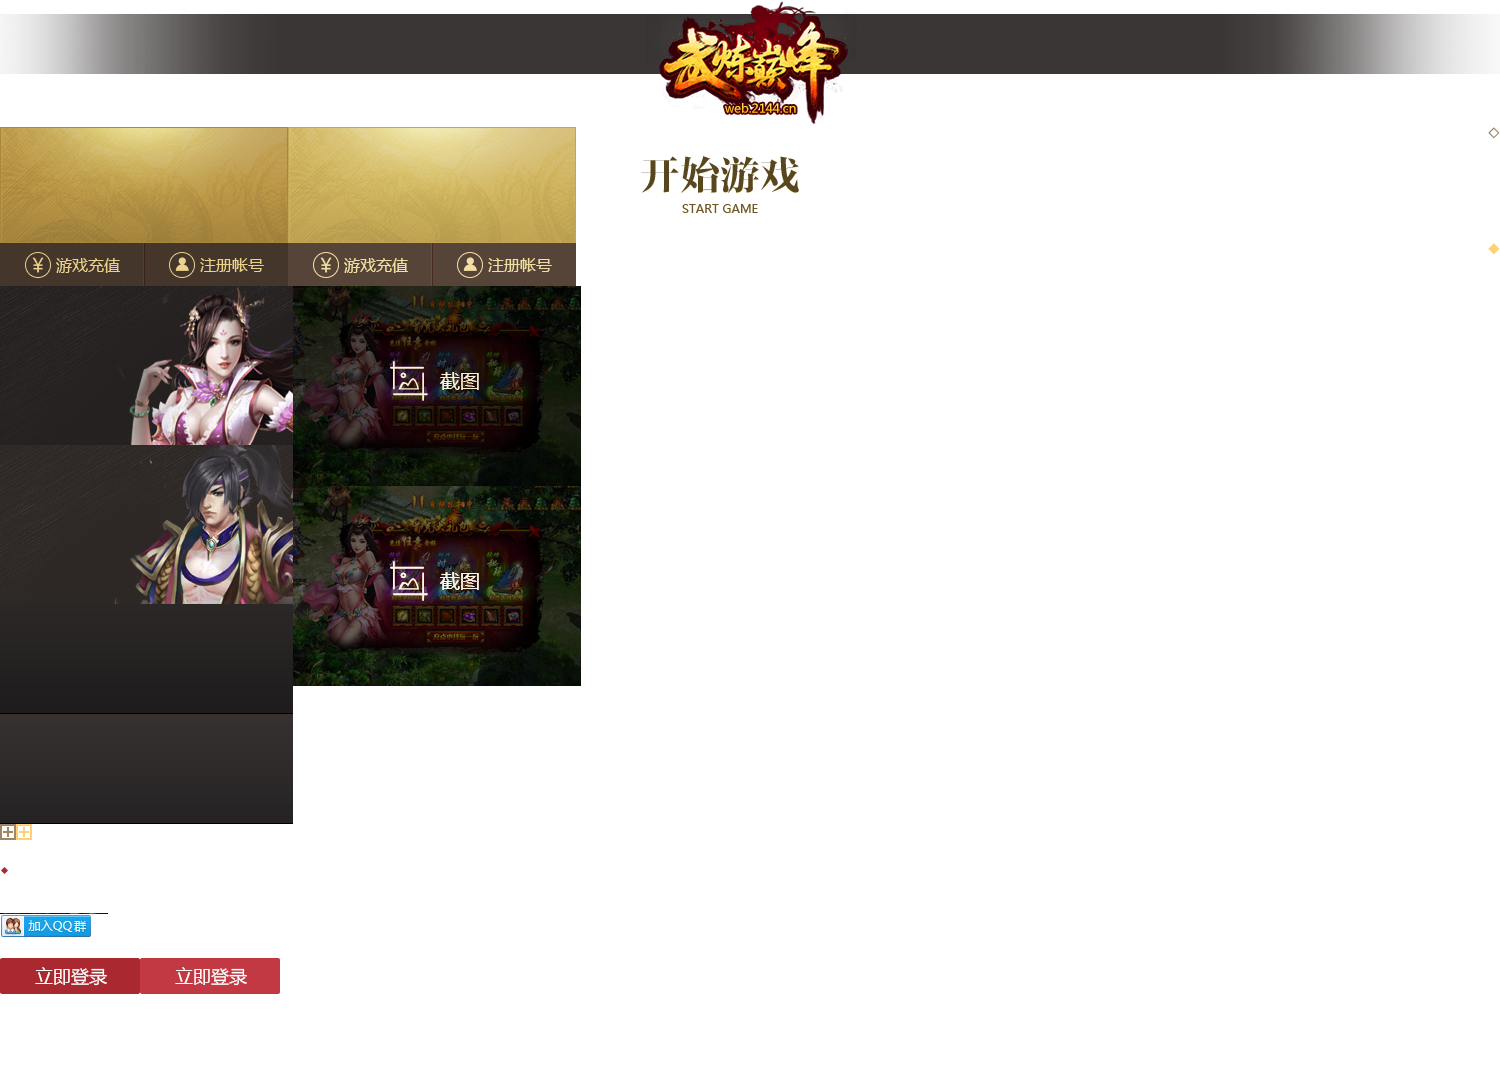 武炼巅峰
web.2144.cn
开始游戏
START GAME
游戏充值 注册帐号 游戏充值 注册帐号
截图
截图
加入QQ群
立即登录 立即登录